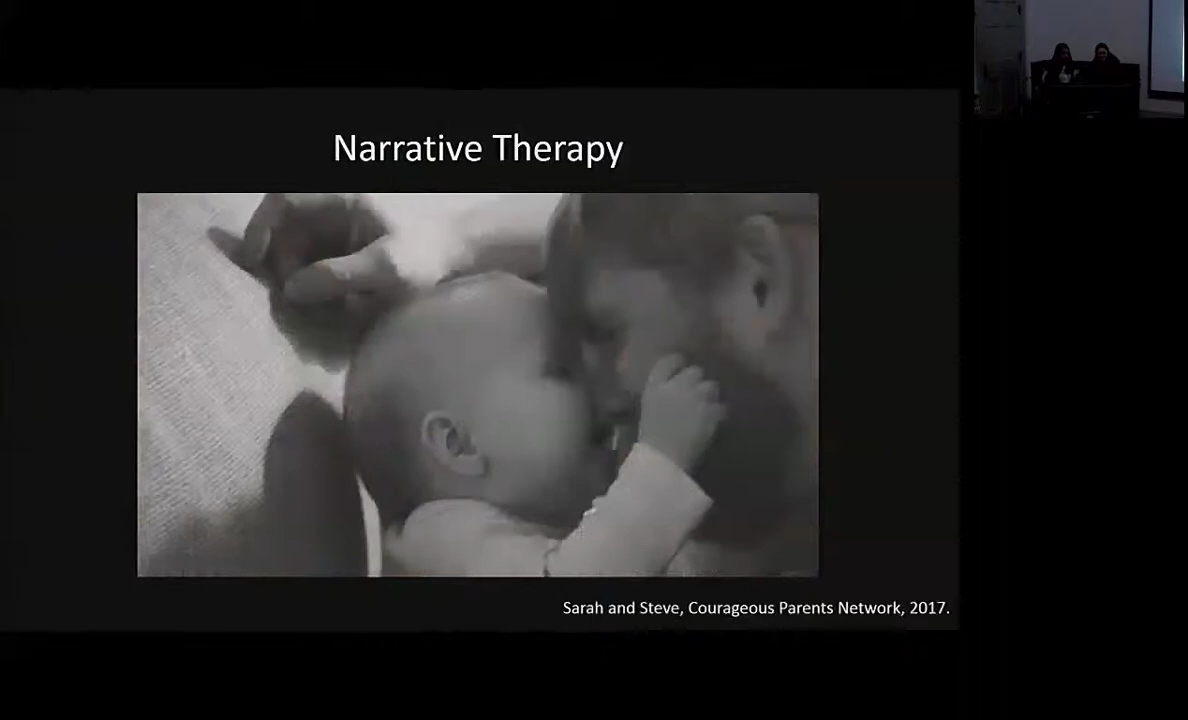 Narrative Therapy
Sarah and Steve, Courageous Parents Network, 2017.